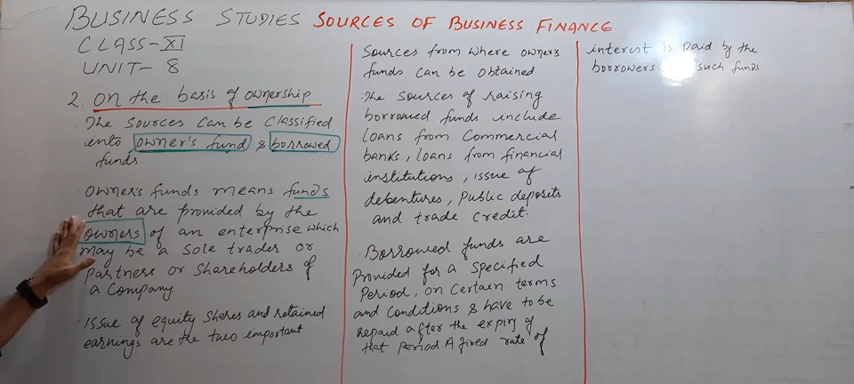 BUSINESS STUDIES SOURCES OF BUSINESS FINANCE
CLASS-XI
UNIT-8
2. on the basis of ownership
· The sources can be classified
into owner's fund & borrowed
funds.
· Owner's funds means funds
that are provided by the
owners of an enterprise which
may be a sole trader or
partners or shareholders of
a company
· Issue of equity shares and retained
earnings are the two important
Sources from where owner's
funds can be obtained
· The sources of raising
borrowed funds include
loans from commercial
banks, loans from financial
institutions, issue of
debentures, public deposits
and trade credit.
· Borrowed funds are
provided for a specified
period, on certain terms
and conditions & have to be
repaid after the expiry of
that period. A fixed rate of
interest is paid by the
borrowers such funds